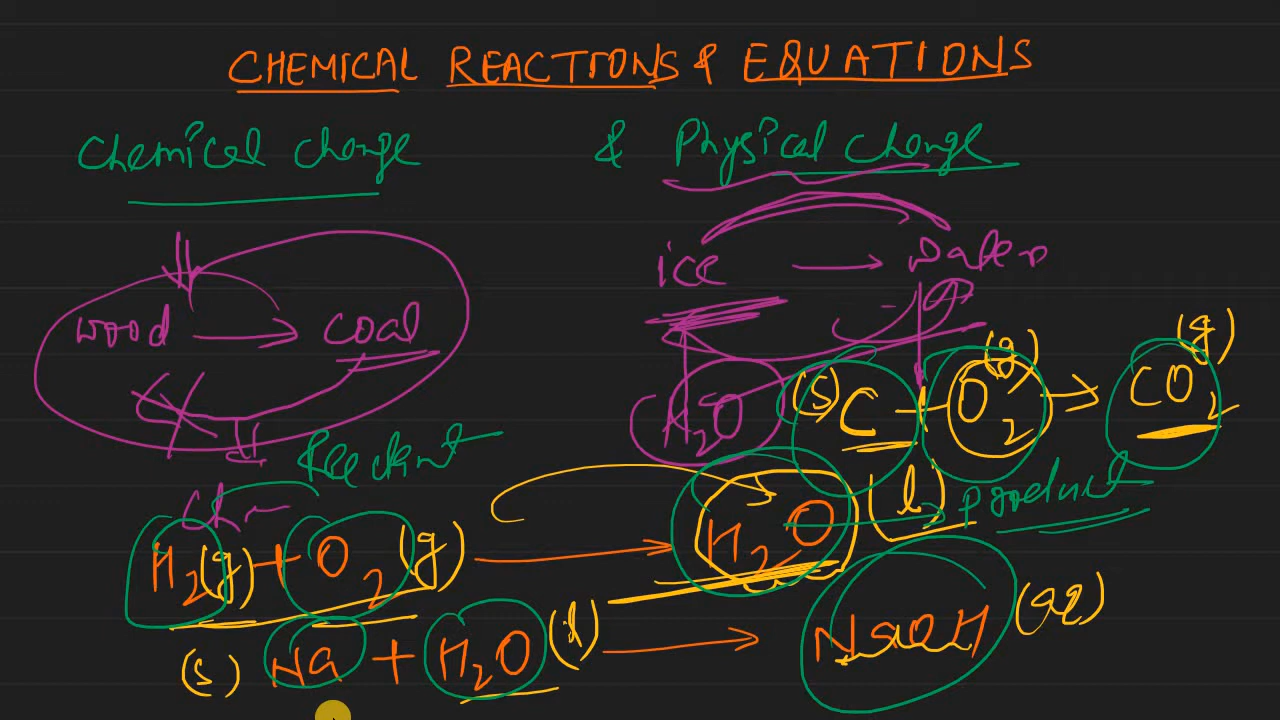 CHEMICAL REACTIONS & EQUATIONS
Chemical change & Physical change
ice → water
wood → coal
H₂O
(s) C + O₂ (g) → CO₂ (g)
Reactant
product
H₂(g) + O₂ (g) → H₂O (l)
(s) Na + H₂O (l) → NaOH (aq)